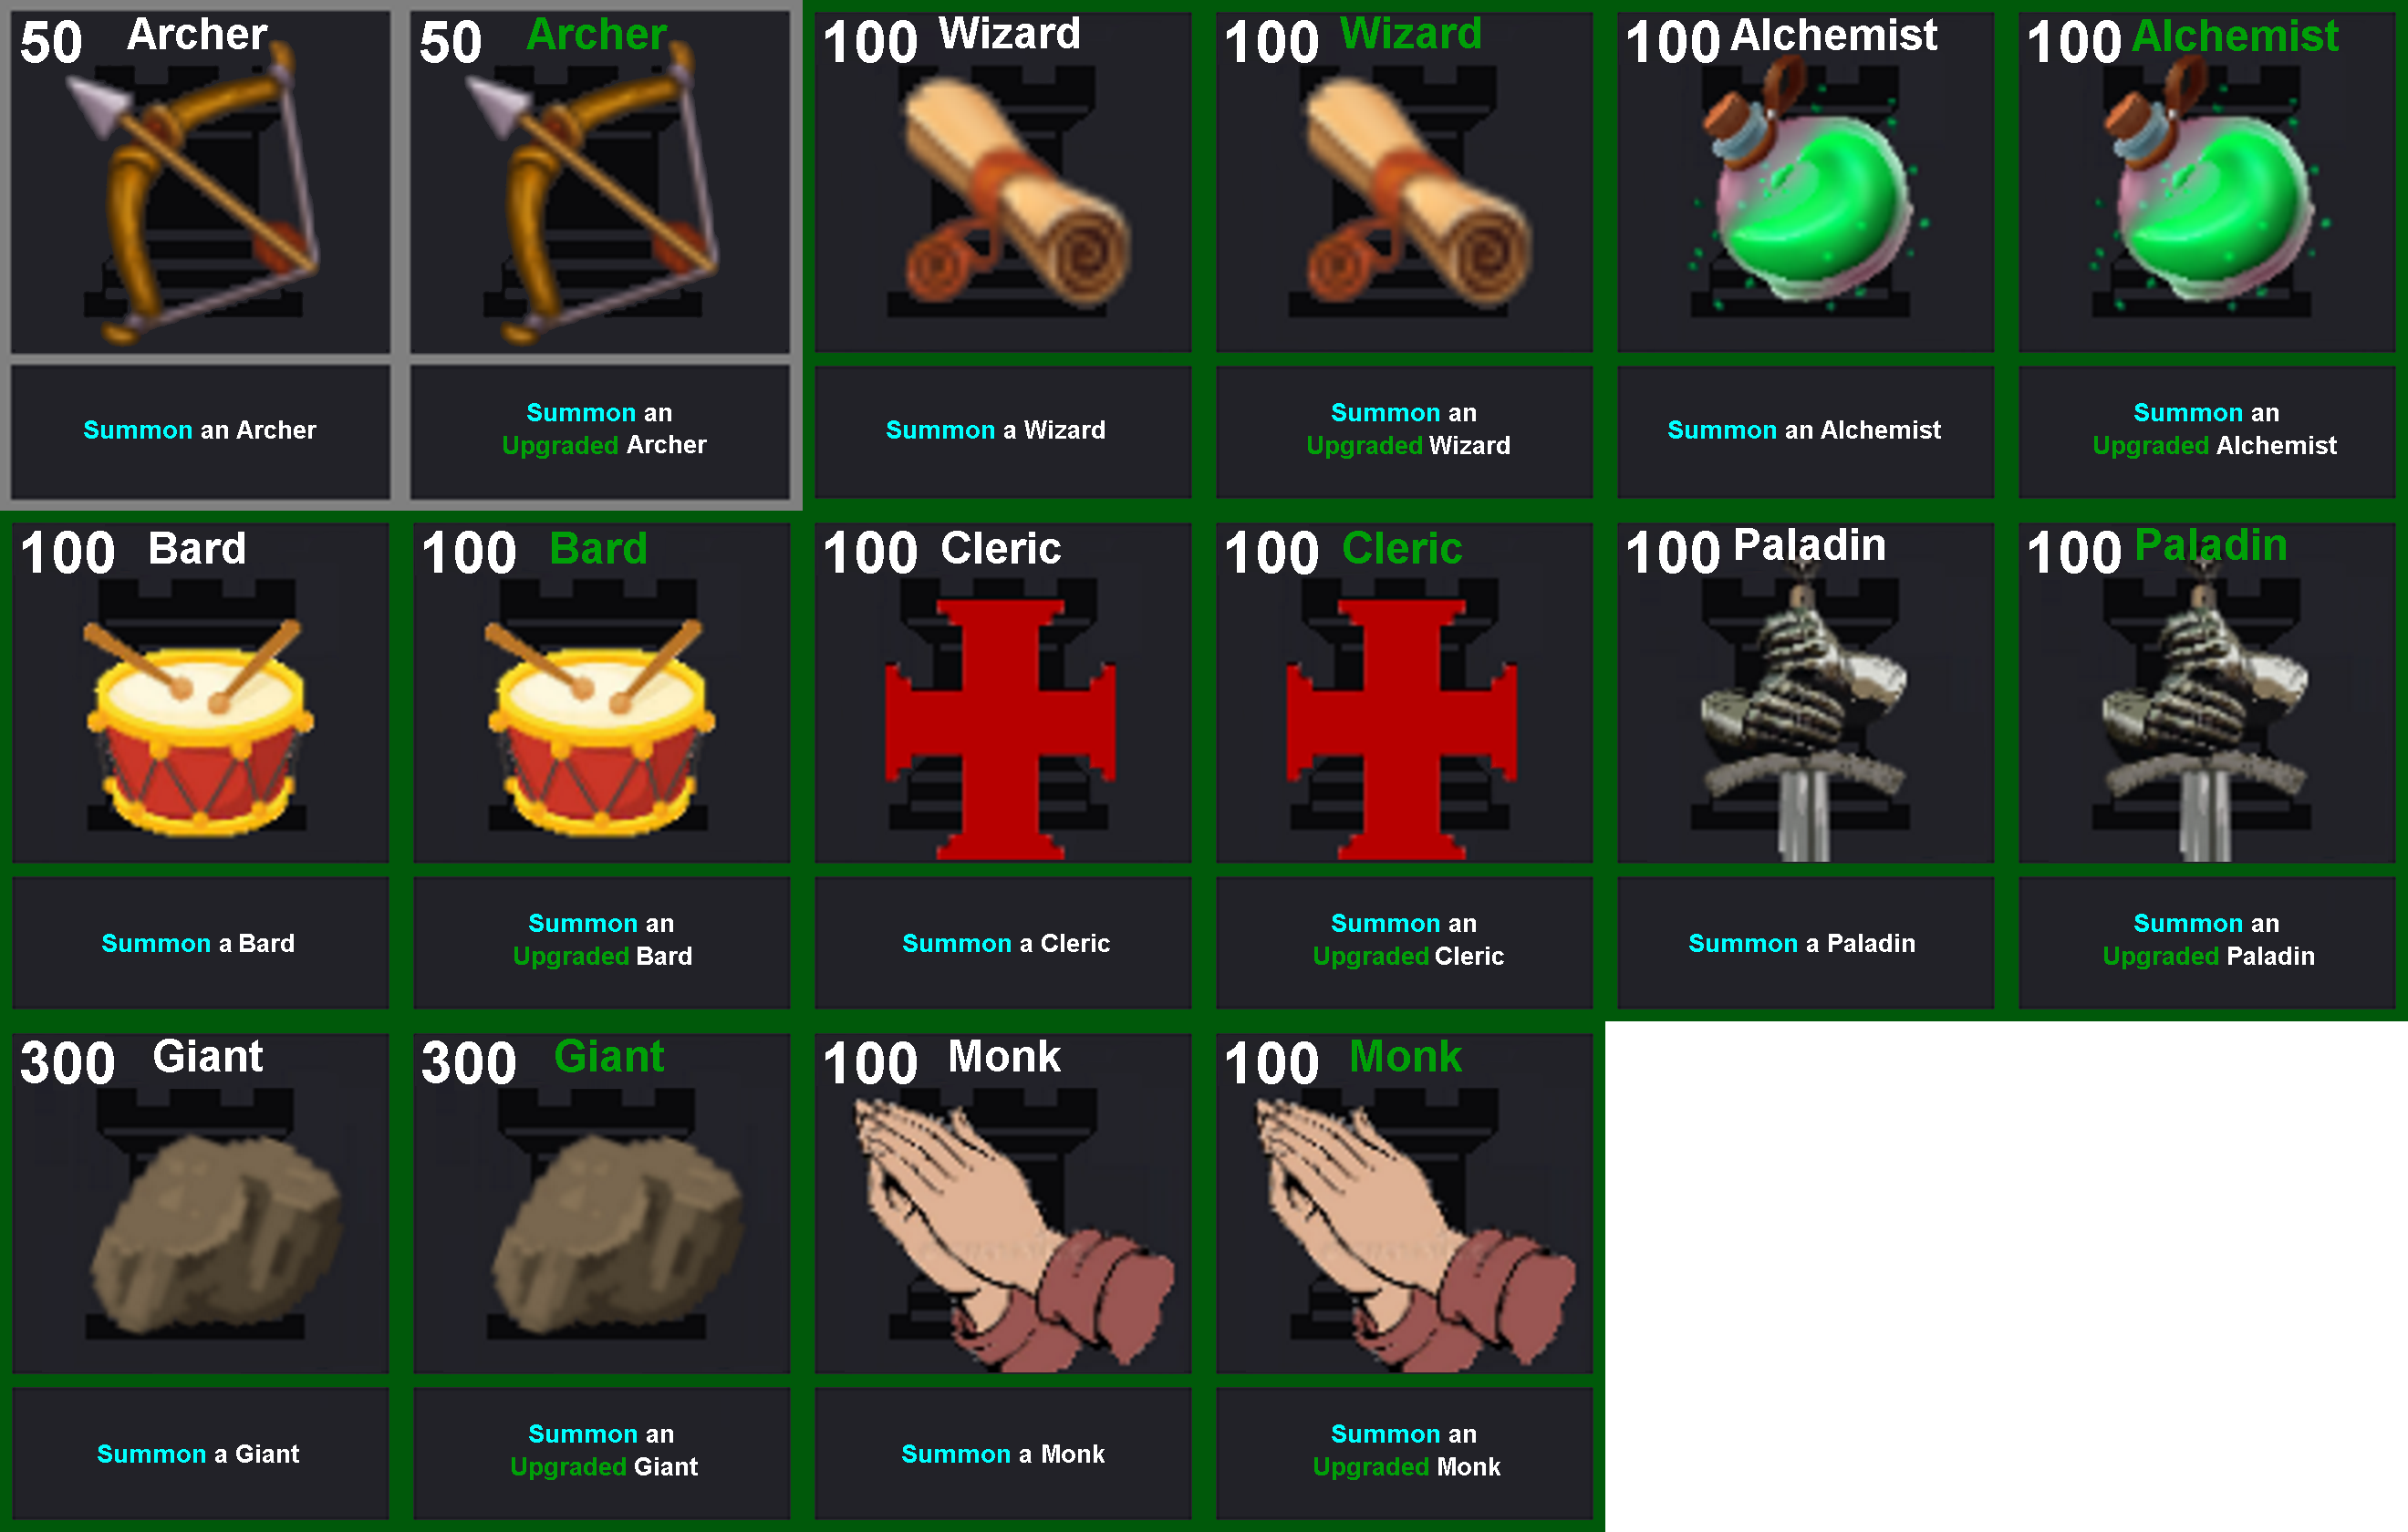 50 Archer
Summon an Archer
50 Archer
Summon an
Upgraded Archer
100 Wizard
Summon a Wizard
100 Wizard
Summon an
Upgraded Wizard
100 Alchemist
Summon an Alchemist
100 Alchemist
Summon an
Upgraded Alchemist
100 Bard
Summon a Bard
100 Bard
Summon an
Upgraded Bard
100 Cleric
Summon a Cleric
100 Cleric
Summon an
Upgraded Cleric
100 Paladin
Summon a Paladin
100 Paladin
Summon an
Upgraded Paladin
300 Giant
Summon a Giant
300 Giant
Summon an
Upgraded Giant
100 Monk
Summon a Monk
100 Monk
Summon an
Upgraded Monk